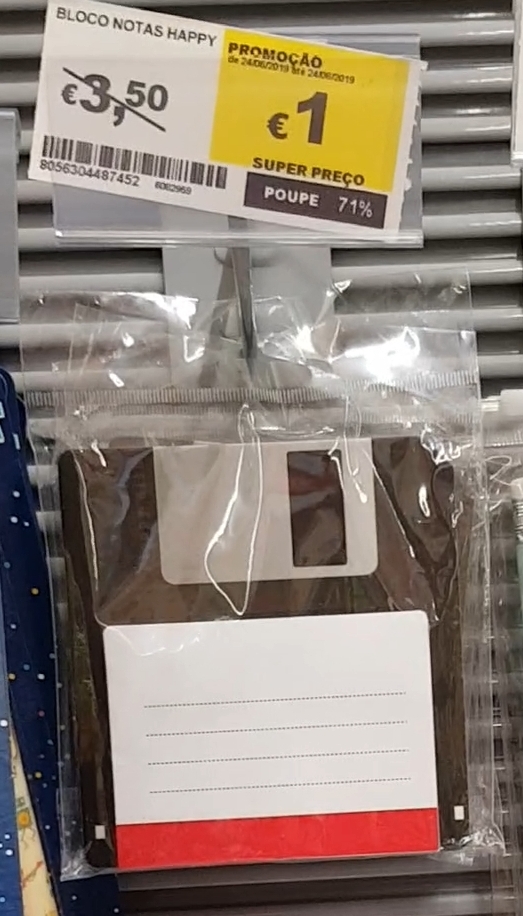 BLOCO NOTAS HAPPY
€3,50
8056304487452 6082959
PROMOÇÃO
de 24/06/2019 até 24/06/2019
€1
SUPER PREÇO
POUPE 71%